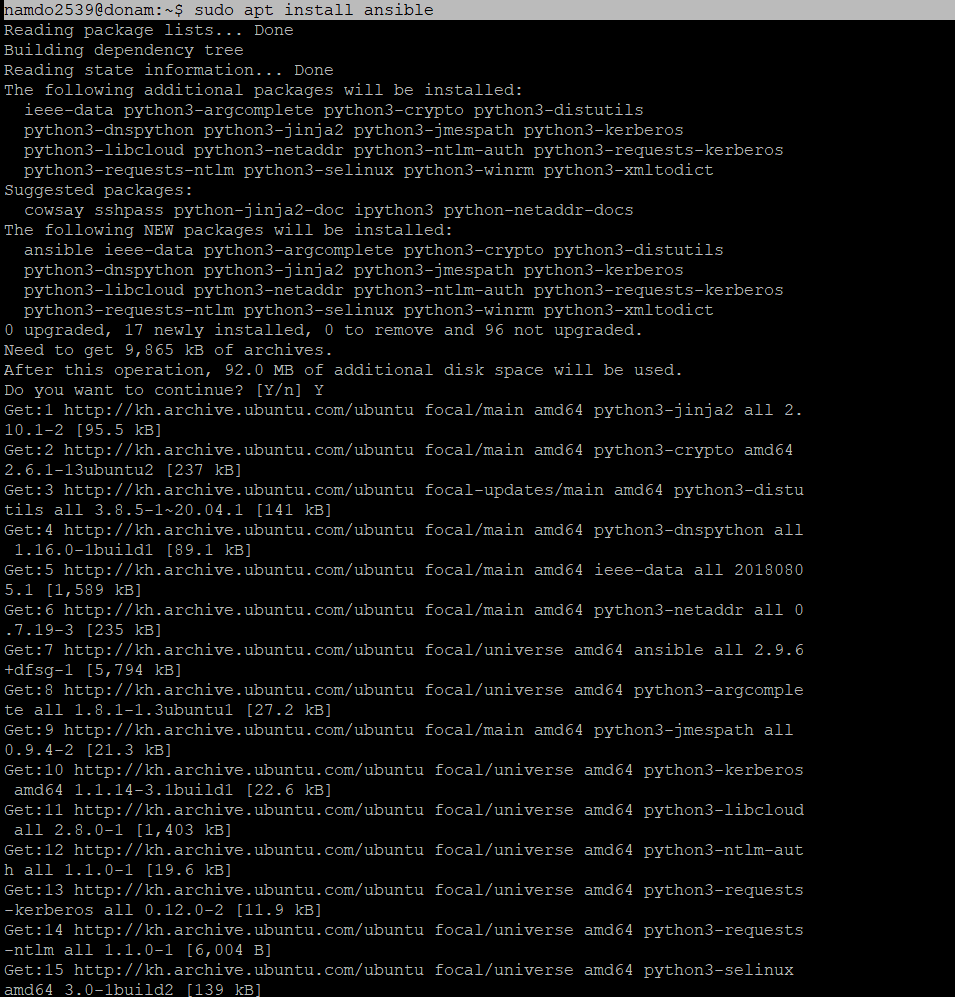 namdo2539@donam:~$ sudo apt install ansible
Reading package lists... Done
Building dependency tree
Reading state information... Done
The following additional packages will be installed:
  ieee-data python3-argcomplete python3-crypto python3-distutils
  python3-dnspython python3-jinja2 python3-jmespath python3-kerberos
  python3-libcloud python3-netaddr python3-ntlm-auth python3-requests-kerberos
  python3-requests-ntlm python3-selinux python3-winrm python3-xmltodict
Suggested packages:
  cowsay sshpass python-jinja2-doc ipython3 python-netaddr-docs
The following NEW packages will be installed:
  ansible ieee-data python3-argcomplete python3-crypto python3-distutils
  python3-dnspython python3-jinja2 python3-jmespath python3-kerberos
  python3-libcloud python3-netaddr python3-ntlm-auth python3-requests-kerberos
  python3-requests-ntlm python3-selinux python3-winrm python3-xmltodict
0 upgraded, 17 newly installed, 0 to remove and 96 not upgraded.
Need to get 9,865 kB of archives.
After this operation, 92.0 MB of additional disk space will be used.
Do you want to continue? [Y/n] Y
Get:1 http://kh.archive.ubuntu.com/ubuntu focal/main amd64 python3-jinja2 all 2.
10.1-2 [95.5 kB]
Get:2 http://kh.archive.ubuntu.com/ubuntu focal/main amd64 python3-crypto amd64
2.6.1-13ubuntu2 [237 kB]
Get:3 http://kh.archive.ubuntu.com/ubuntu focal-updates/main amd64 python3-distu
tils all 3.8.5-1~20.04.1 [141 kB]
Get:4 http://kh.archive.ubuntu.com/ubuntu focal/main amd64 python3-dnspython all
 1.16.0-1build1 [89.1 kB]
Get:5 http://kh.archive.ubuntu.com/ubuntu focal/main amd64 ieee-data all 2018080
5.1 [1,589 kB]
Get:6 http://kh.archive.ubuntu.com/ubuntu focal/main amd64 python3-netaddr all 0
.7.19-3 [235 kB]
Get:7 http://kh.archive.ubuntu.com/ubuntu focal/universe amd64 ansible all 2.9.6
+dfsg-1 [5,794 kB]
Get:8 http://kh.archive.ubuntu.com/ubuntu focal/universe amd64 python3-argcomple
te all 1.8.1-1.3ubuntu1 [27.2 kB]
Get:9 http://kh.archive.ubuntu.com/ubuntu focal/main amd64 python3-jmespath all
0.9.4-2 [21.3 kB]
Get:10 http://kh.archive.ubuntu.com/ubuntu focal/universe amd64 python3-kerberos
 amd64 1.1.14-3.1build1 [22.6 kB]
Get:11 http://kh.archive.ubuntu.com/ubuntu focal/universe amd64 python3-libcloud
 all 2.8.0-1 [1,403 kB]
Get:12 http://kh.archive.ubuntu.com/ubuntu focal/universe amd64 python3-ntlm-aut
h all 1.1.0-1 [19.6 kB]
Get:13 http://kh.archive.ubuntu.com/ubuntu focal/universe amd64 python3-requests
-kerberos all 0.12.0-2 [11.9 kB]
Get:14 http://kh.archive.ubuntu.com/ubuntu focal/universe amd64 python3-requests
-ntlm all 1.1.0-1 [6,004 B]
Get:15 http://kh.archive.ubuntu.com/ubuntu focal/universe amd64 python3-selinux
amd64 3.0-1build2 [139 kB]